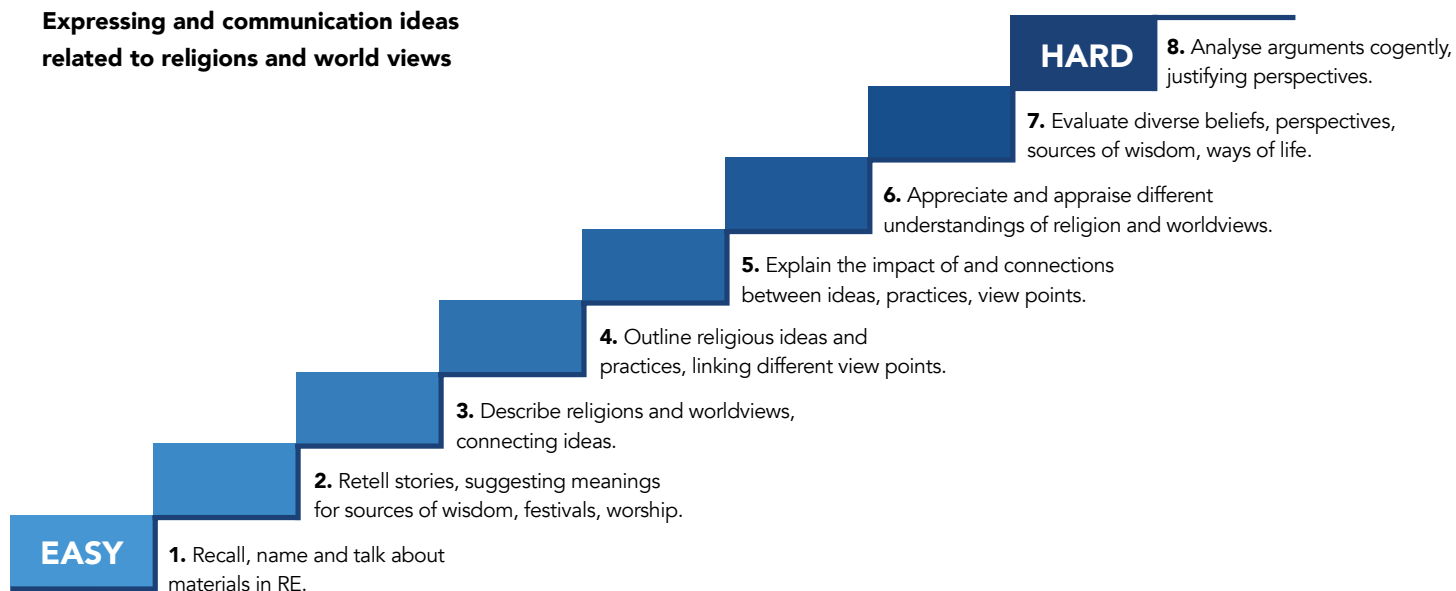 Expressing and communication ideas
related to religions and world views
HARD
8. Analyse arguments cogently,
justifying perspectives.
7. Evaluate diverse beliefs, perspectives,
sources of wisdom, ways of life.
6. Appreciate and appraise different
understandings of religion and worldviews.
5. Explain the impact of and connections
between ideas, practices, view points.
4. Outline religious ideas and
practices, linking different view points.
3. Describe religions and worldviews,
connecting ideas.
2. Retell stories, suggesting meanings
for sources of wisdom, festivals, worship.
EASY
1. Recall, name and talk about
materials in RE.